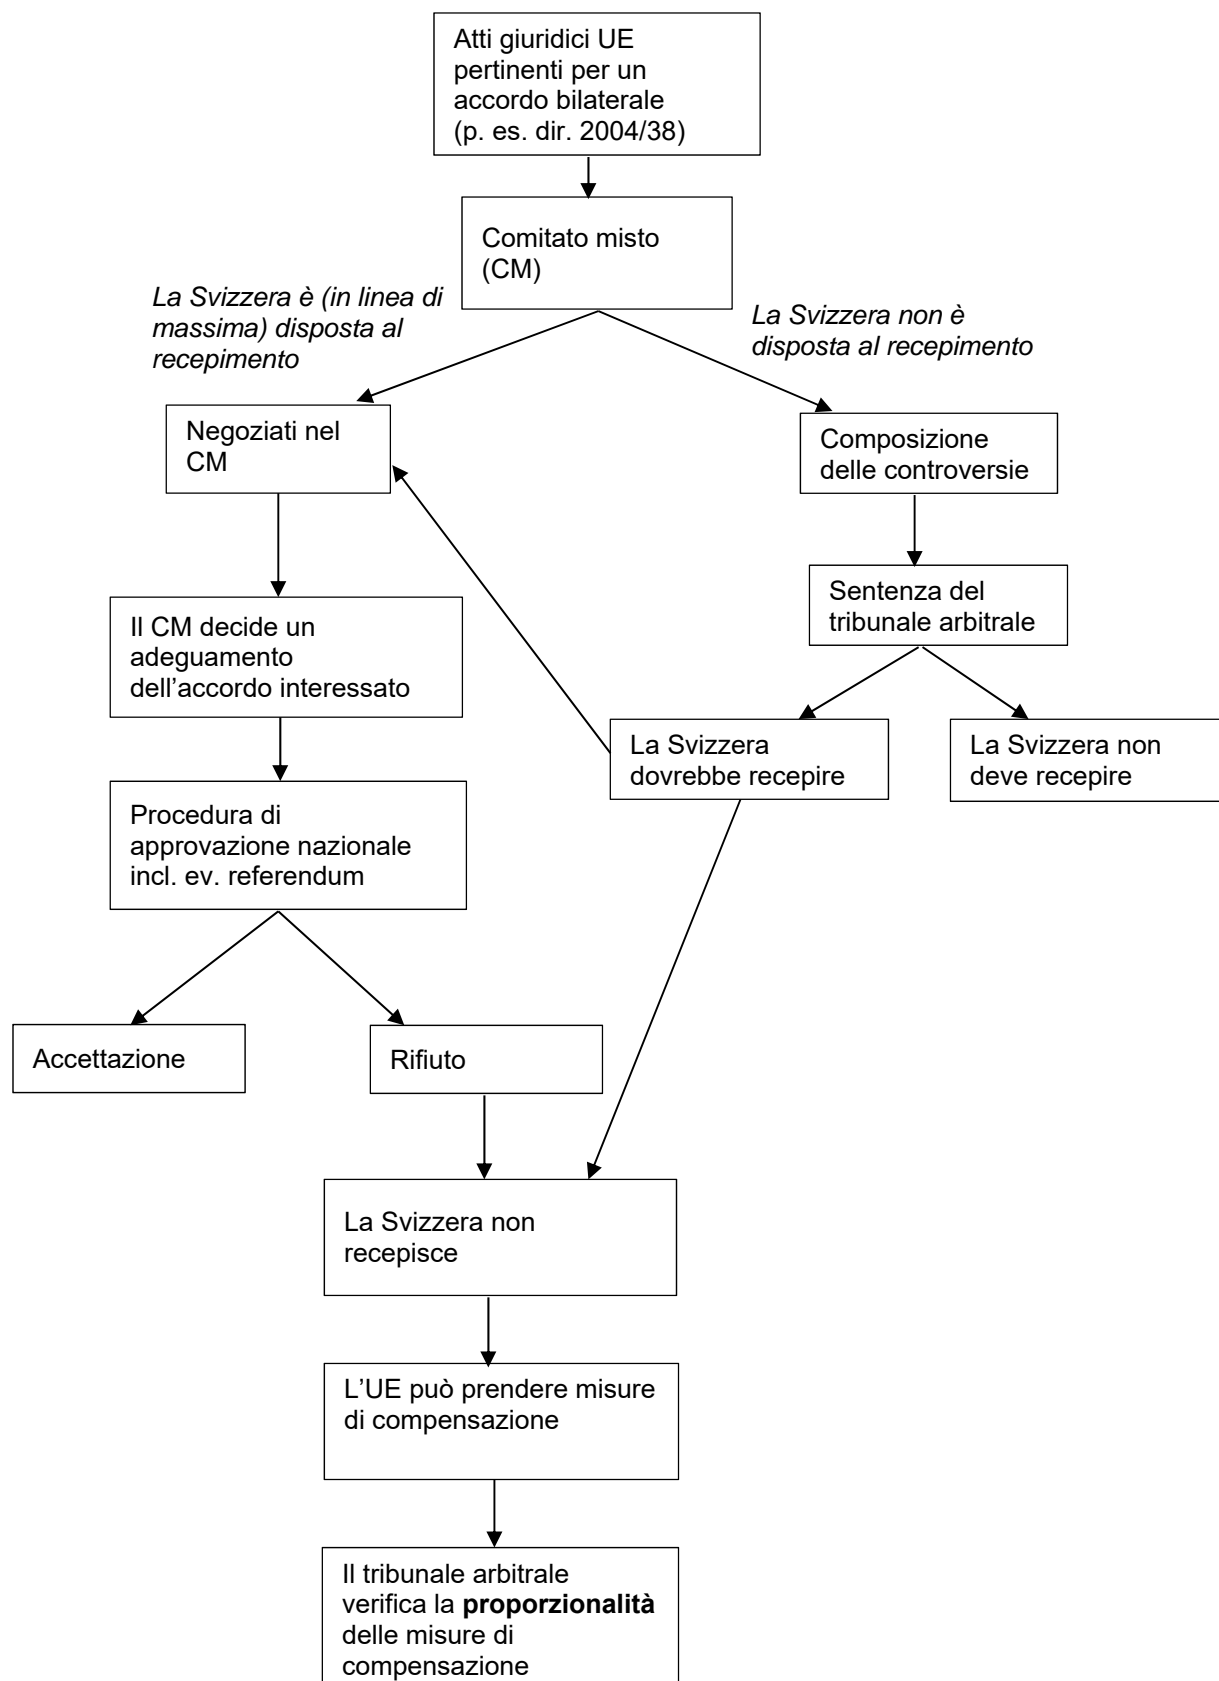 Atti giuridici UE
pertinenti per un
accordo bilaterale
(p. es. dir. 2004/38)
Comitato misto
(CM)
La Svizzera è (in linea di
massima) disposta al
recepimento
La Svizzera non è
disposta al recepimento
Negoziati nel
CM
Composizione
delle controversie
Sentenza del
tribunale arbitrale
Il CM decide un
adeguamento
dell’accordo interessato
La Svizzera
dovrebbe recepire
La Svizzera non
deve recepire
Procedura di
approvazione nazionale
incl. ev. referendum
Accettazione
Rifiuto
La Svizzera non
recepisce
L’UE può prendere misure
di compensazione
Il tribunale arbitrale
verifica la proporzionalità
delle misure di
compensazione